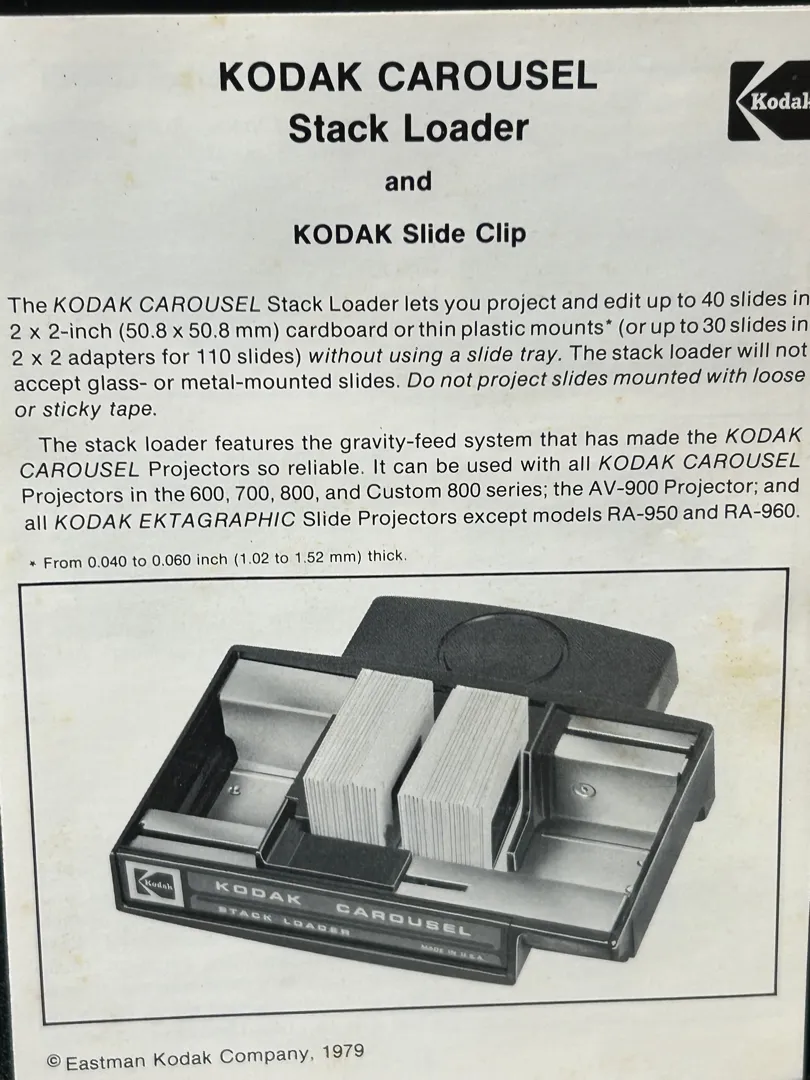 KODAK CAROUSEL
Stack Loader
Kodak
and
KODAK Slide Clip
The KODAK CAROUSEL Stack Loader lets you project and edit up to 40 slides in
2 x 2-inch (50.8 x 50.8 mm) cardboard or thin plastic mounts* (or up to 30 slides in
2 x 2 adapters for 110 slides) without using a slide tray. The stack loader will not
accept glass- or metal-mounted slides. Do not project slides mounted with loose
or sticky tape.
The stack loader features the gravity-feed system that has made the KODAK
CAROUSEL Projectors so reliable. It can be used with all KODAK CAROUSEL
Projectors in the 600, 700, 800, and Custom 800 series; the AV-900 Projector; and
all KODAK EKTAGRAPHIC Slide Projectors except models RA-950 and RA-960.
* From 0.040 to 0.060 inch (1.02 to 1.52 mm) thick.
Kodak
KODAK CAROUSEL
STACK LOADER
MADE IN U.S.A.
© Eastman Kodak Company, 1979